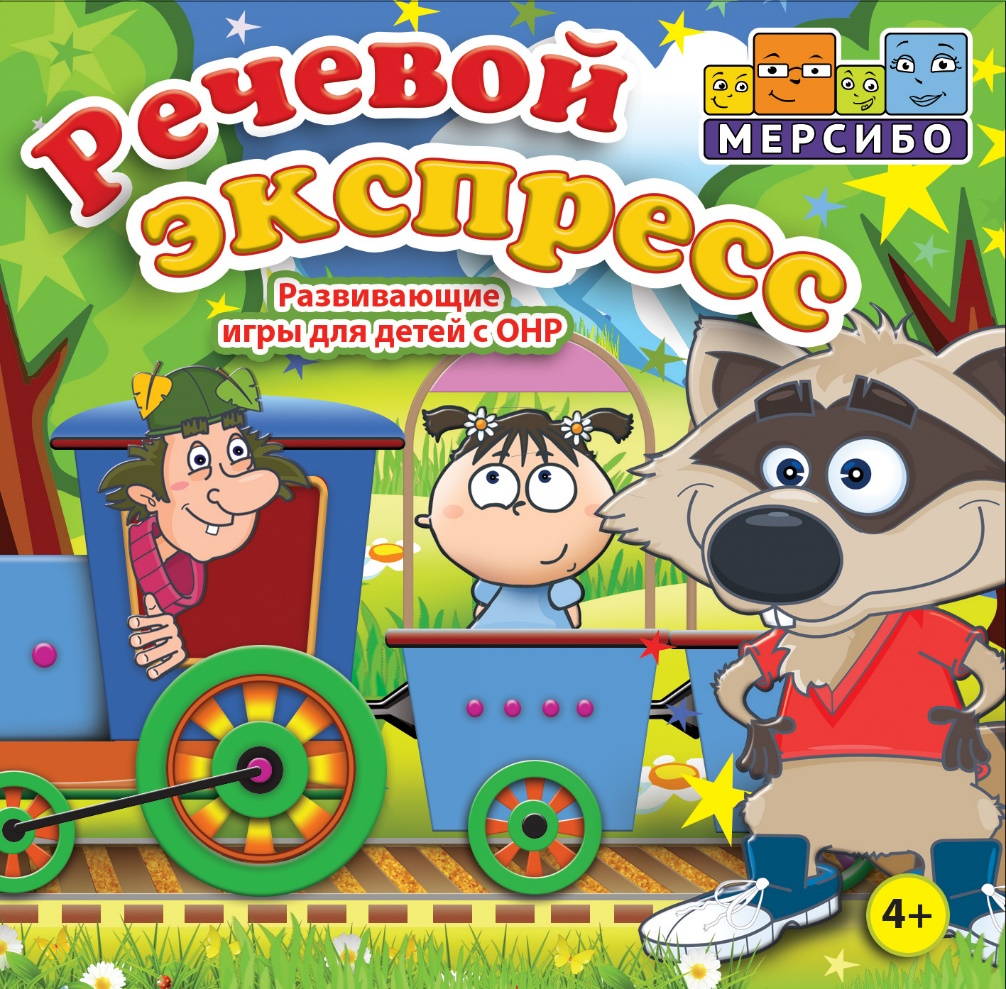 Речевой
экспресс
МЕРСИБО
Развивающие
игры для детей с ОНР
4+